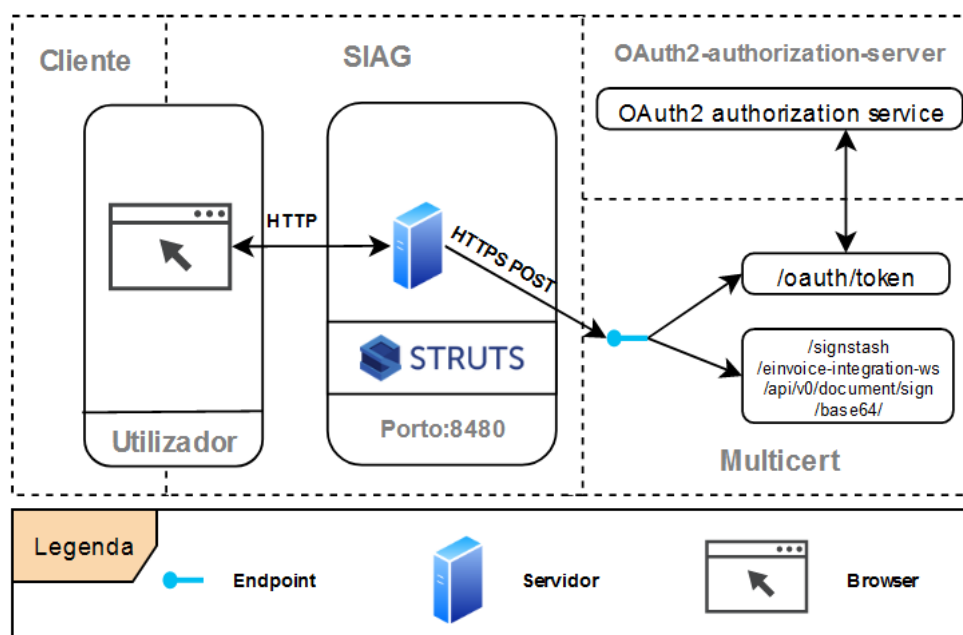 Cliente
SIAG
OAuth2-authorization-server
OAuth2 authorization service
HTTP
HTTPS POST
/oauth/token
STRUTS
/signstash
/einvoice-integration-ws
/api/v0/document/sign
/base64/
Utilizador
Porto:8480
Multicert
Legenda
Endpoint
Servidor
Browser